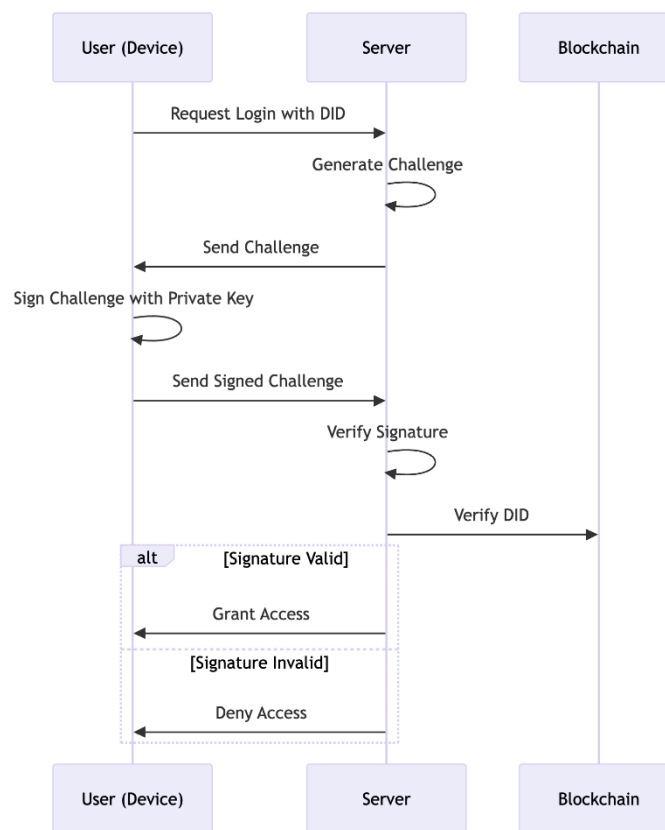 User (Device)
Server
Blockchain
Request Login with DID
Generate Challenge
Send Challenge
Sign Challenge with Private Key
Send Signed Challenge
Verify Signature
Verify DID
alt
[Signature Valid]
Grant Access
[Signature Invalid]
Deny Access
User (Device)
Server
Blockchain